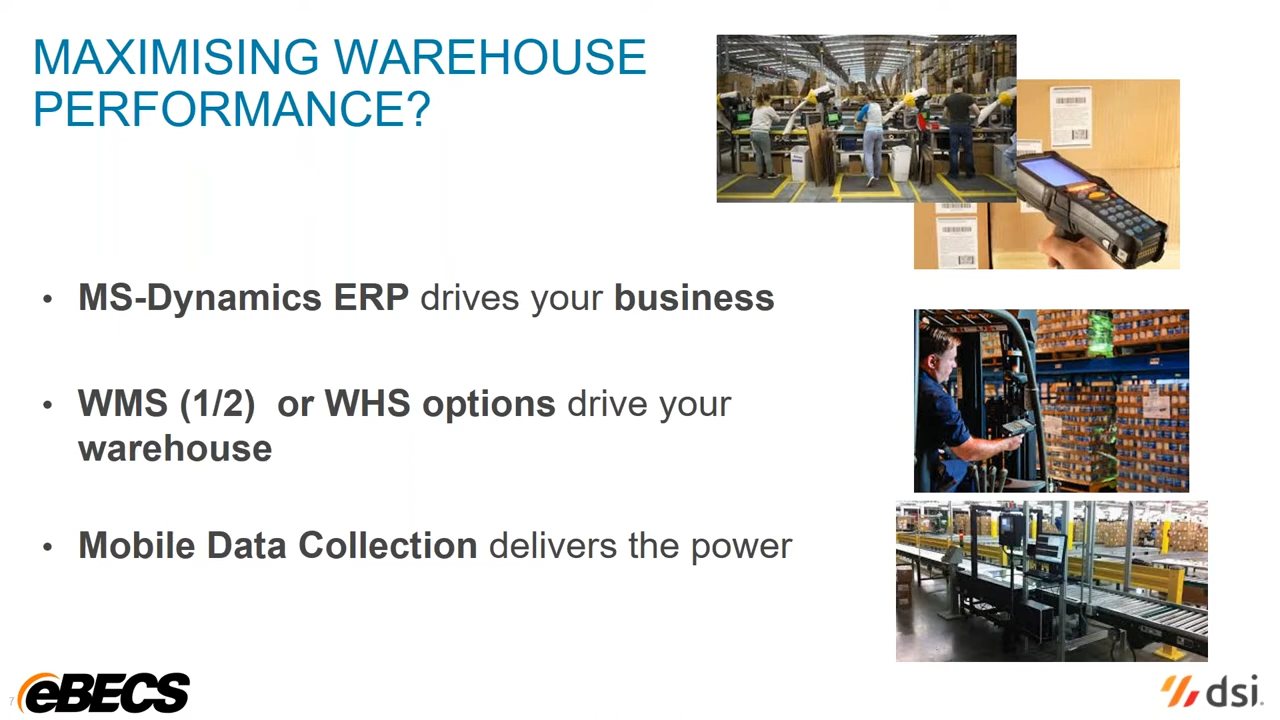 MAXIMISING WAREHOUSE
PERFORMANCE?
• MS-Dynamics ERP drives your business
• WMS (1/2)  or WHS options drive your
warehouse
• Mobile Data Collection delivers the power
7
eBECS
dsi